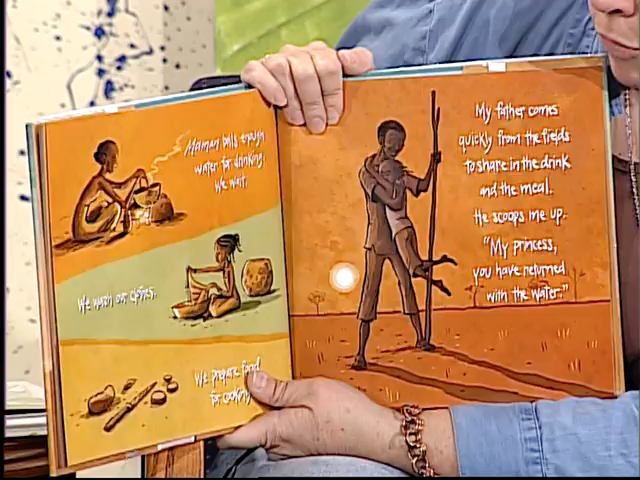 Maman boils enough
water for drinking.
We wait.
We wash our clothes.
We prepare food
for cooking.
My father comes
quickly from the fields
to share in the drink
and the meal.
He scoops me up.
"My princess,
you have returned
with the water."